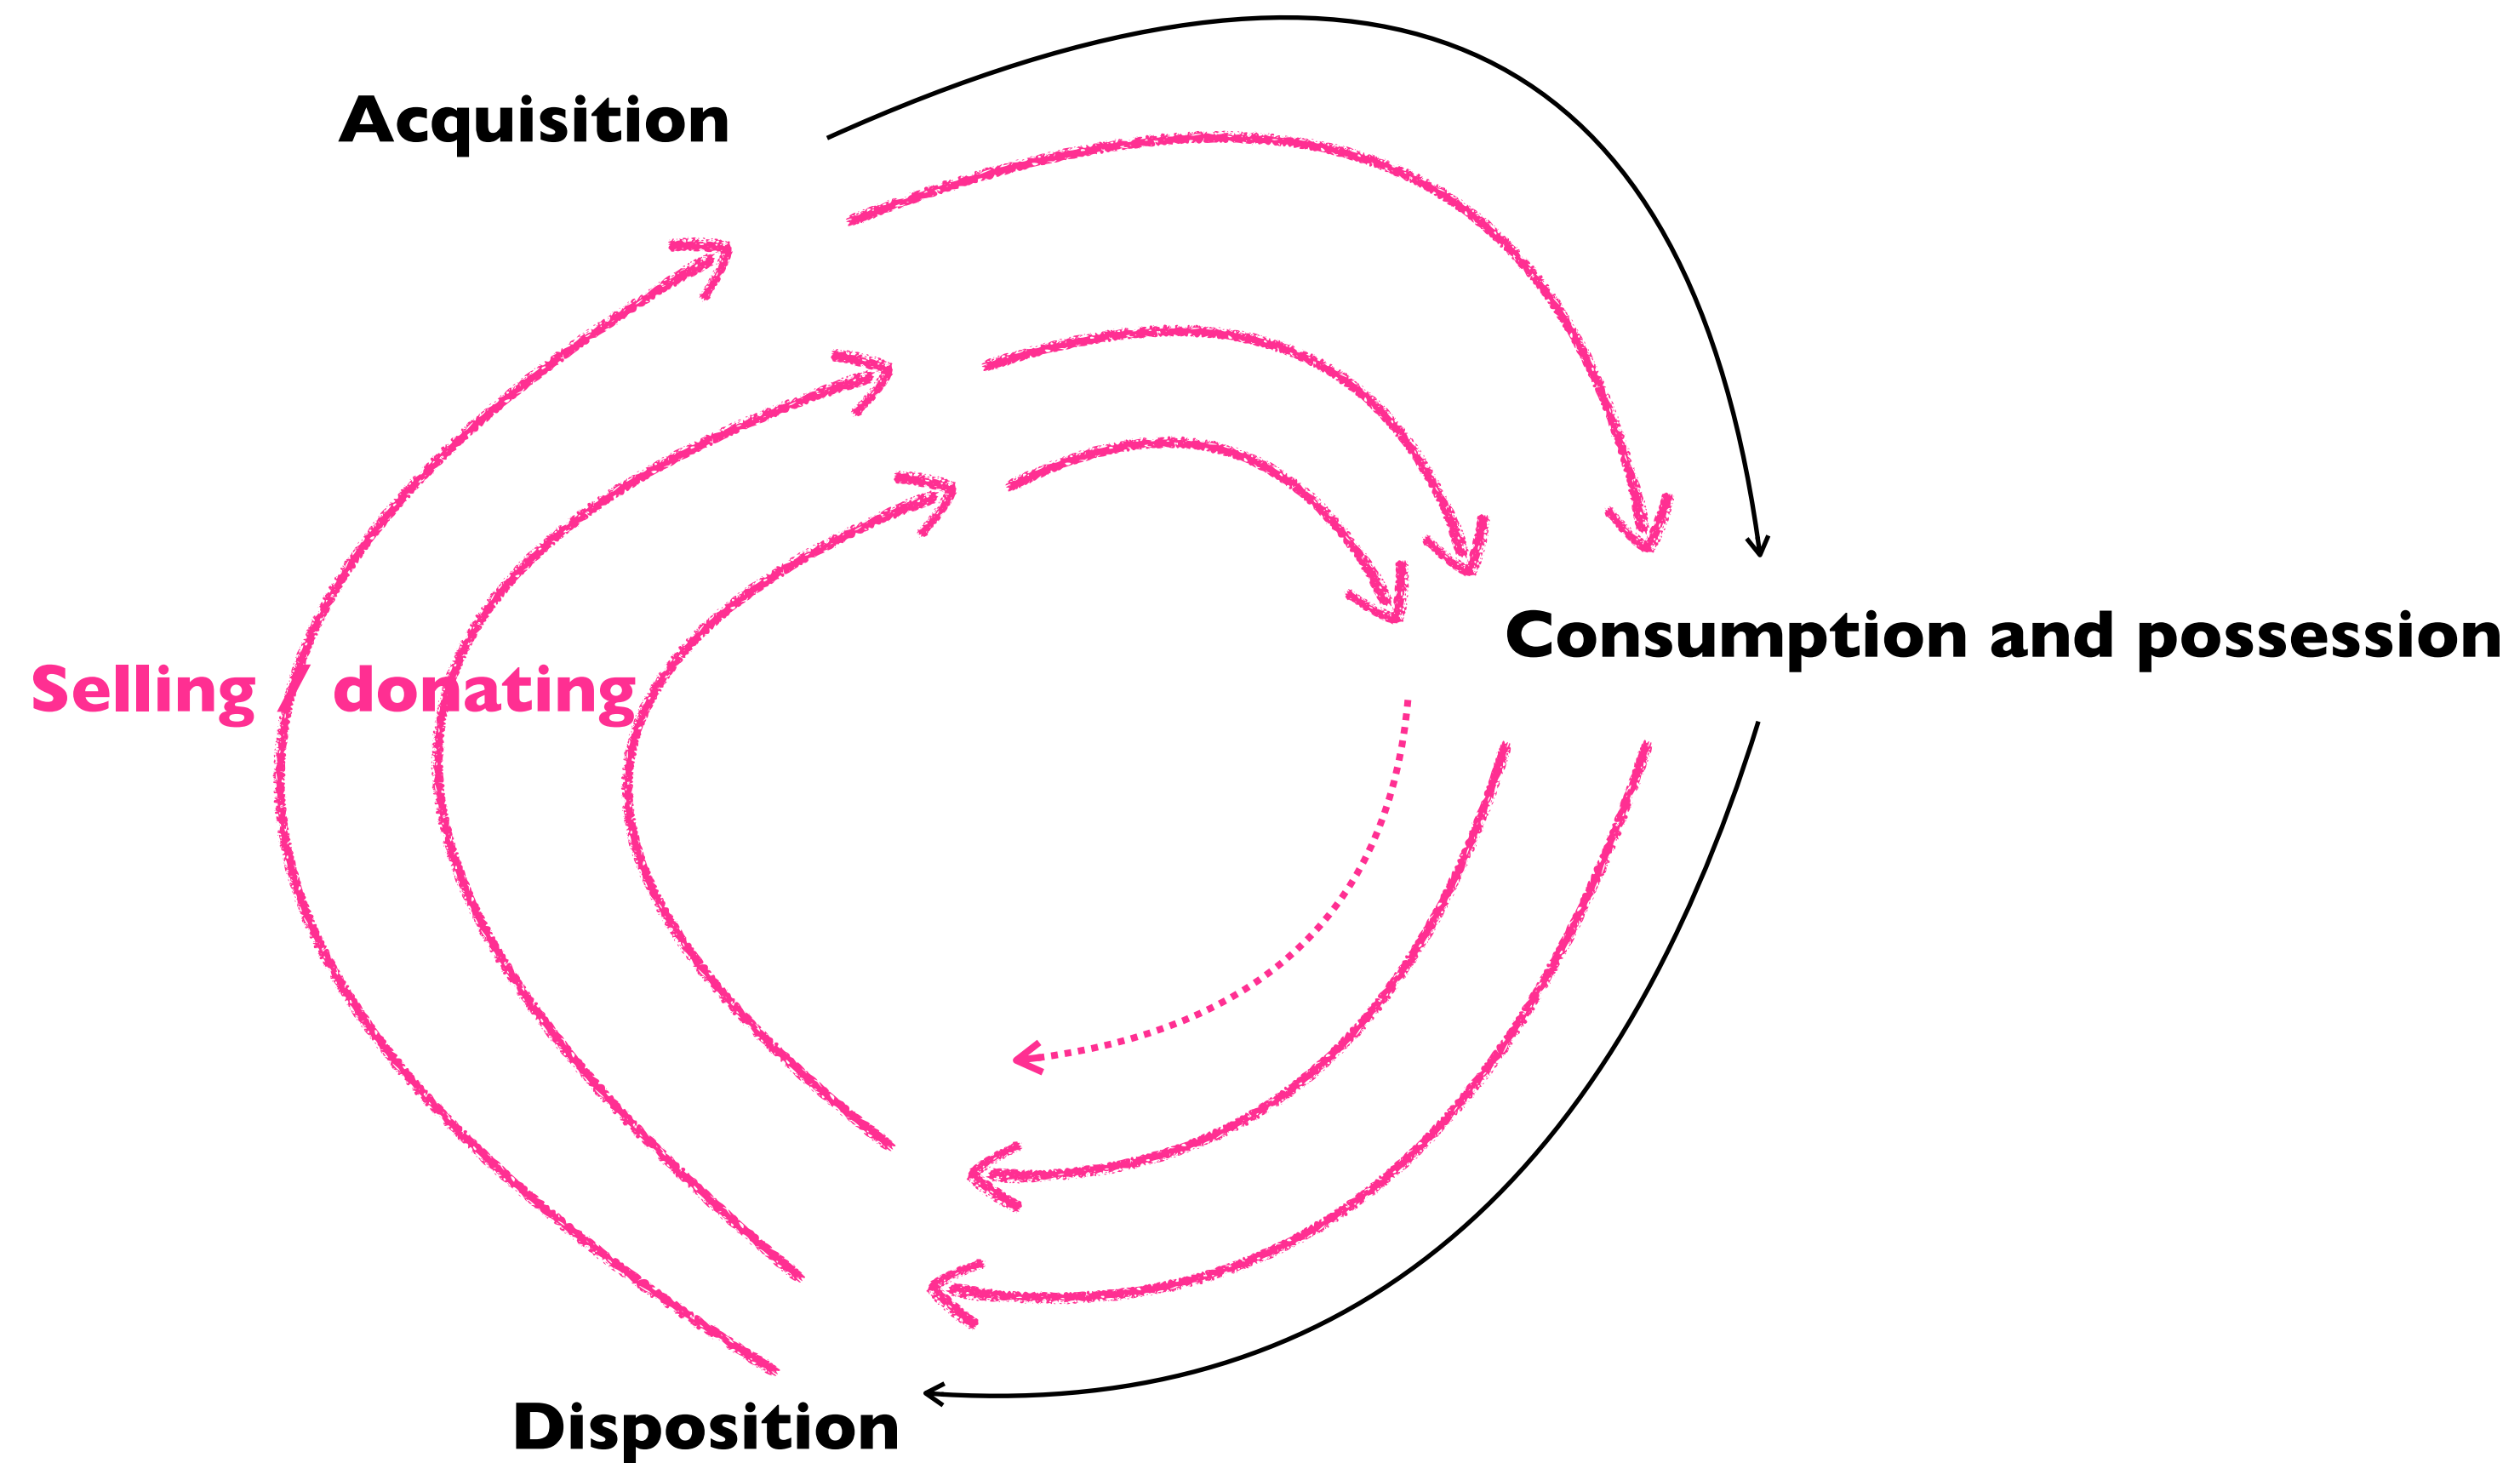 Acquisition
Consumption and possession
Selling / donating
Disposition